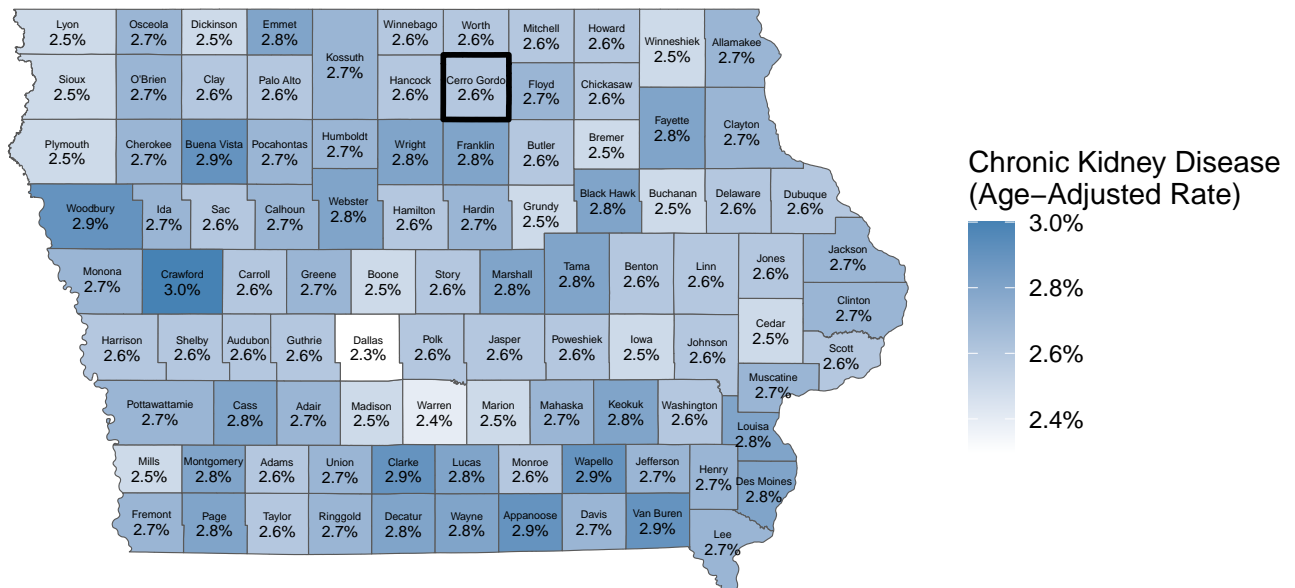 Lyon
2.5%
Osceola
2.7%
Dickinson
2.5%
Emmet
2.8%
Kossuth
2.7%
Winnebago
2.6%
Worth
2.6%
Mitchell
2.6%
Howard
2.6%
Winneshiek
2.5%
Allamakee
2.7%
Sioux
2.5%
O'Brien
2.7%
Clay
2.6%
Palo Alto
2.6%
Hancock
2.6%
Cerro Gordo
2.6%
Floyd
2.7%
Chickasaw
2.6%
Fayette
2.8%
Clayton
2.7%
Plymouth
2.5%
Cherokee
2.7%
Buena Vista
2.9%
Pocahontas
2.7%
Humboldt
2.7%
Wright
2.8%
Franklin
2.8%
Butler
2.6%
Bremer
2.5%
Woodbury
2.9%
Ida
2.7%
Sac
2.6%
Calhoun
2.7%
Webster
2.8%
Hamilton
2.6%
Hardin
2.7%
Grundy
2.5%
Black Hawk
2.8%
Buchanan
2.5%
Delaware
2.6%
Dubuque
2.6%
Monona
2.7%
Crawford
3.0%
Carroll
2.6%
Greene
2.7%
Boone
2.5%
Story
2.6%
Marshall
2.8%
Tama
2.8%
Benton
2.6%
Linn
2.6%
Jones
2.6%
Jackson
2.7%
Clinton
2.7%
Harrison
2.6%
Shelby
2.6%
Audubon
2.6%
Guthrie
2.6%
Dallas
2.3%
Polk
2.6%
Jasper
2.6%
Poweshiek
2.6%
Iowa
2.5%
Johnson
2.6%
Cedar
2.5%
Scott
2.6%
Muscatine
2.7%
Pottawattamie
2.7%
Cass
2.8%
Adair
2.7%
Madison
2.5%
Warren
2.4%
Marion
2.5%
Mahaska
2.7%
Keokuk
2.8%
Washington
2.6%
Louisa
2.8%
Mills
2.5%
Montgomery
2.8%
Adams
2.6%
Union
2.7%
Clarke
2.9%
Lucas
2.8%
Monroe
2.6%
Wapello
2.9%
Jefferson
2.7%
Henry
2.7%
Des Moines
2.8%
Fremont
2.7%
Page
2.8%
Taylor
2.6%
Ringgold
2.7%
Decatur
2.8%
Wayne
2.8%
Appanoose
2.9%
Davis
2.7%
Van Buren
2.9%
Lee
2.7%
Chronic Kidney Disease
(Age−Adjusted Rate)
3.0%
2.8%
2.6%
2.4%